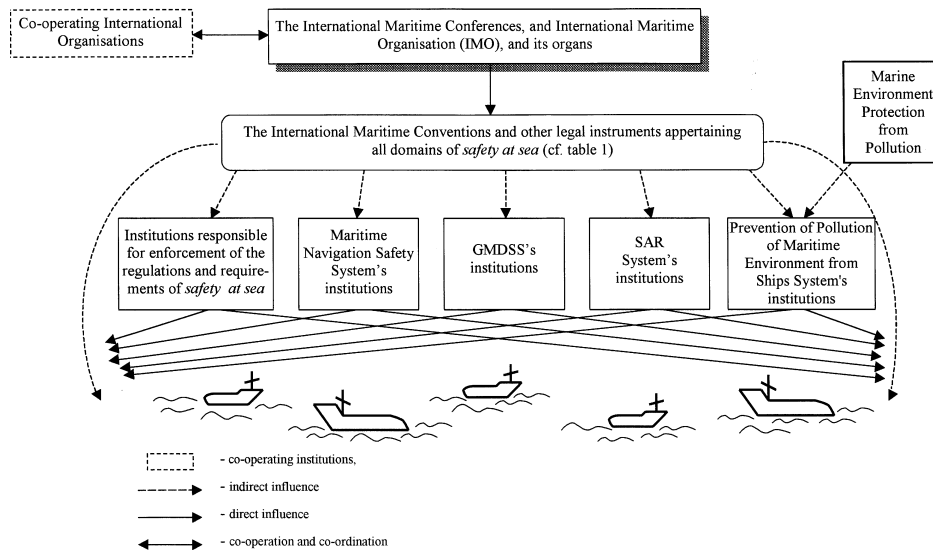 Co-operating International
Organisations
The International Maritime Conferences, and International Maritime
Organisation (IMO), and its organs
Marine
Environment
Protection
from
Pollution
The International Maritime Conventions and other legal instruments appertaining
all domains of safety at sea (cf. table 1)
Institutions responsible
for enforcement of the
regulations and require-
ments of safety at sea
Maritime
Navigation Safety
System's
institutions
GMDSS's
institutions
SAR
System's
institutions
Prevention of Pollution
of Maritime
Environment from
Ships System's
institutions
- co-operating institutions,
- indirect influence
- direct influence
- co-operation and co-ordination